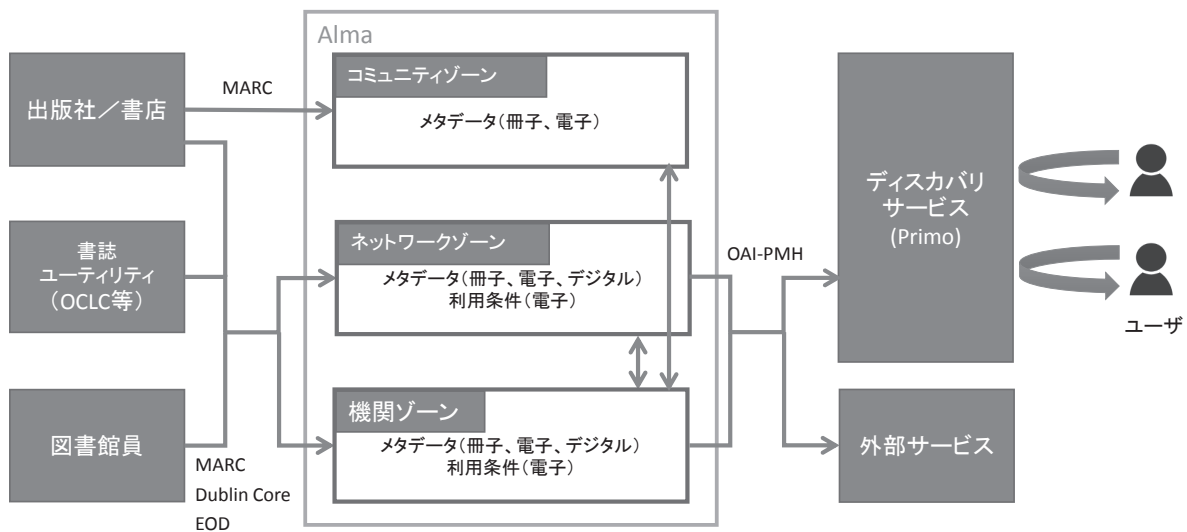 Alma
出版社／書店
MARC
コミュニティゾーン
メタデータ（冊子、電子）
書誌
ユーティリティ
（OCLC等）
ネットワークゾーン
メタデータ（冊子、電子、デジタル）
利用条件（電子）
図書館員
MARC
Dublin Core
EOD
機関ゾーン
メタデータ（冊子、電子、デジタル）
利用条件（電子）
OAI-PMH
ディスカバリ
サービス
(Primo)
外部サービス
ユーザ